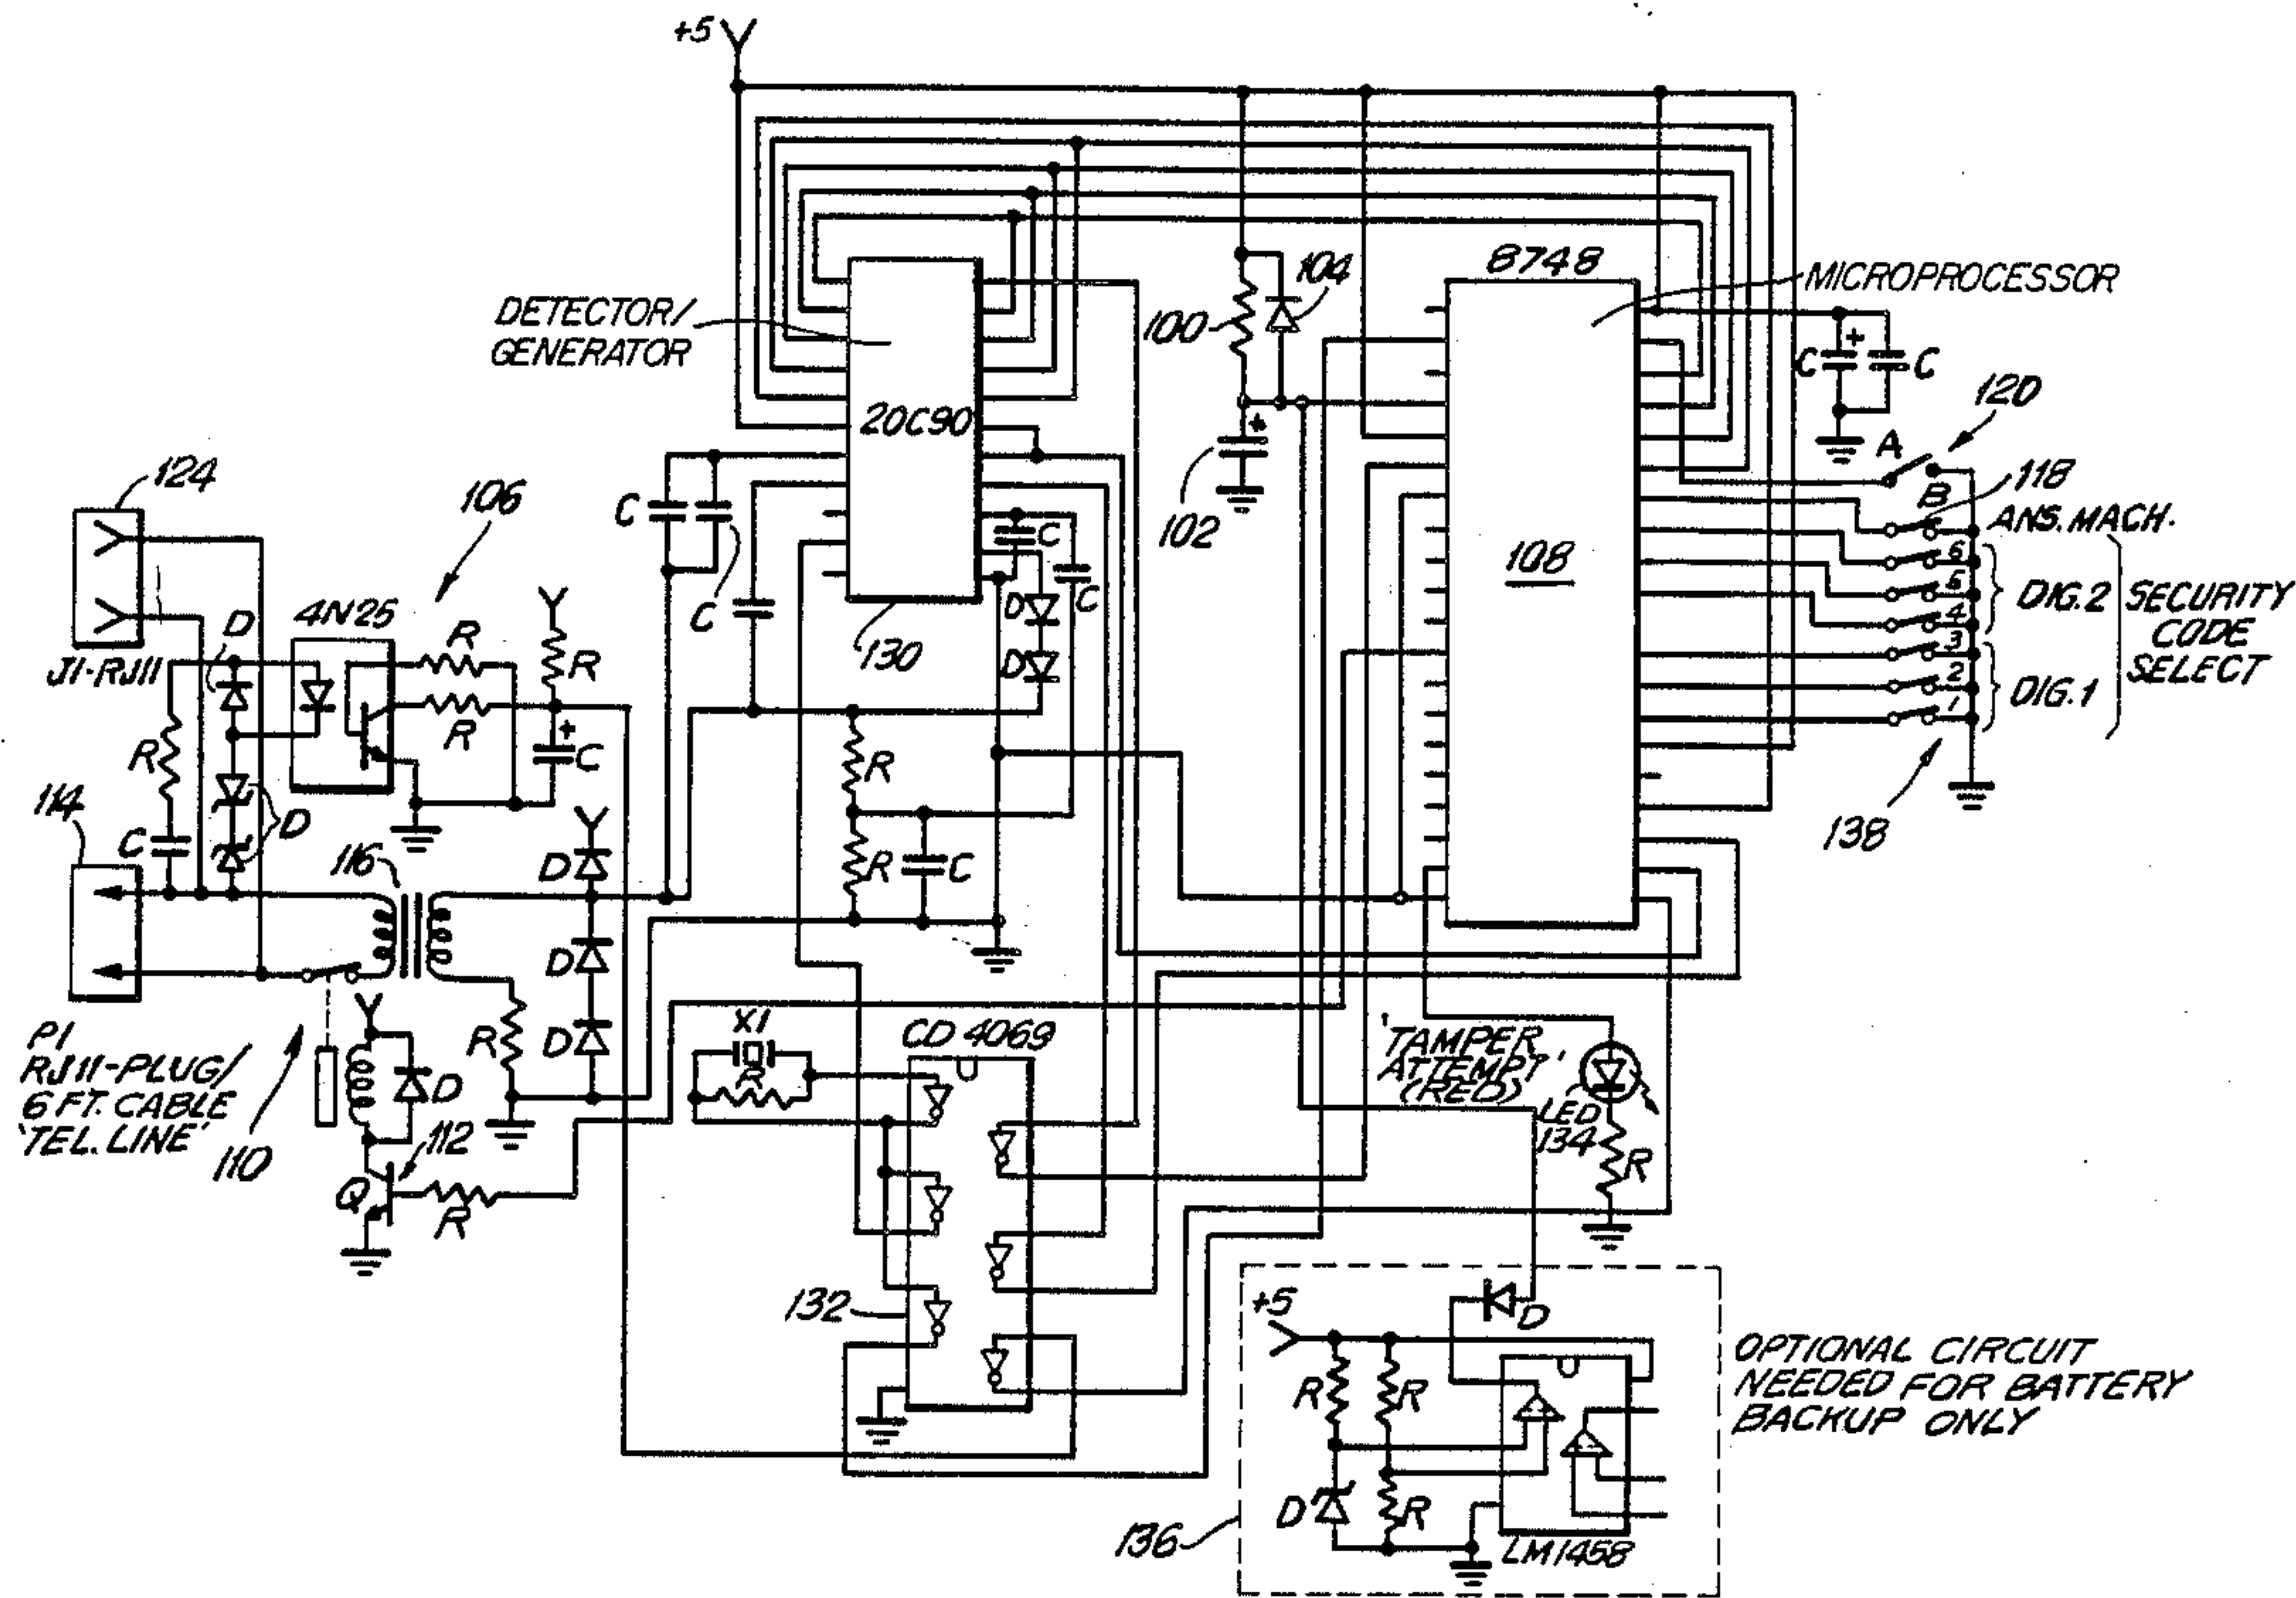 +5
8748
MICROPROCESSOR
104
100
DETECTOR/
GENERATOR
20C90
C
+
C
120
A
124
106
102
+
118
B
ANS. MACH.
C
C
C
C
108
6
5
4
DIG. 2
SECURITY
CODE
SELECT
3
2
1
DIG. 1
138
J1-RJ11
D
4N25
R
R
R
+
C
130
D
D
C
R
R
C
R
C
D
114
116
D
D
D
P1
RJ11-PLUG/
6 FT. CABLE
'TEL. LINE'
110
D
R
112
Q
R
X1
R
CD 4069
132
'TAMPER
ATTEMPT'
(RED)
LED
134
R
+5
D
R
R
D
R
LM1458
136
OPTIONAL CIRCUIT
NEEDED FOR BATTERY
BACKUP ONLY